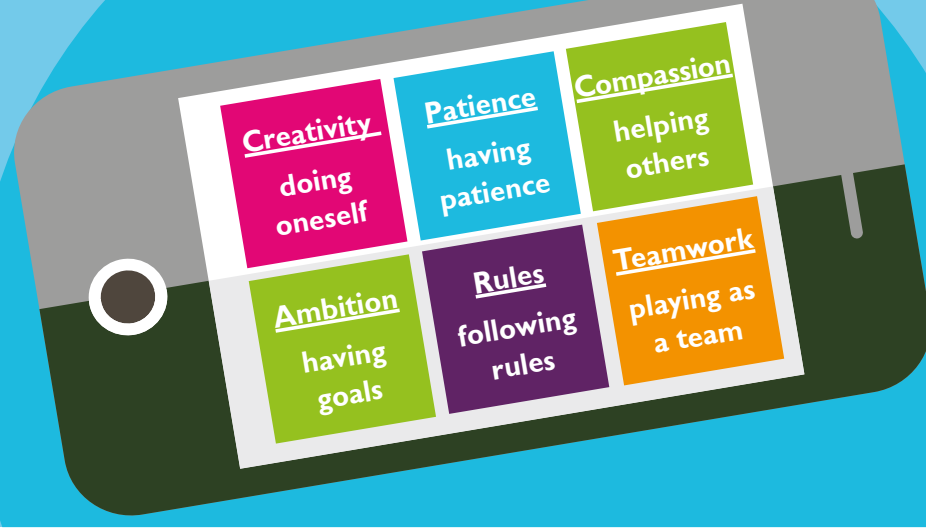 Creativity
doing
oneself
Patience
having
patience
Compassion
helping
others
Ambition
having
goals
Rules
following
rules
Teamwork
playing as
a team